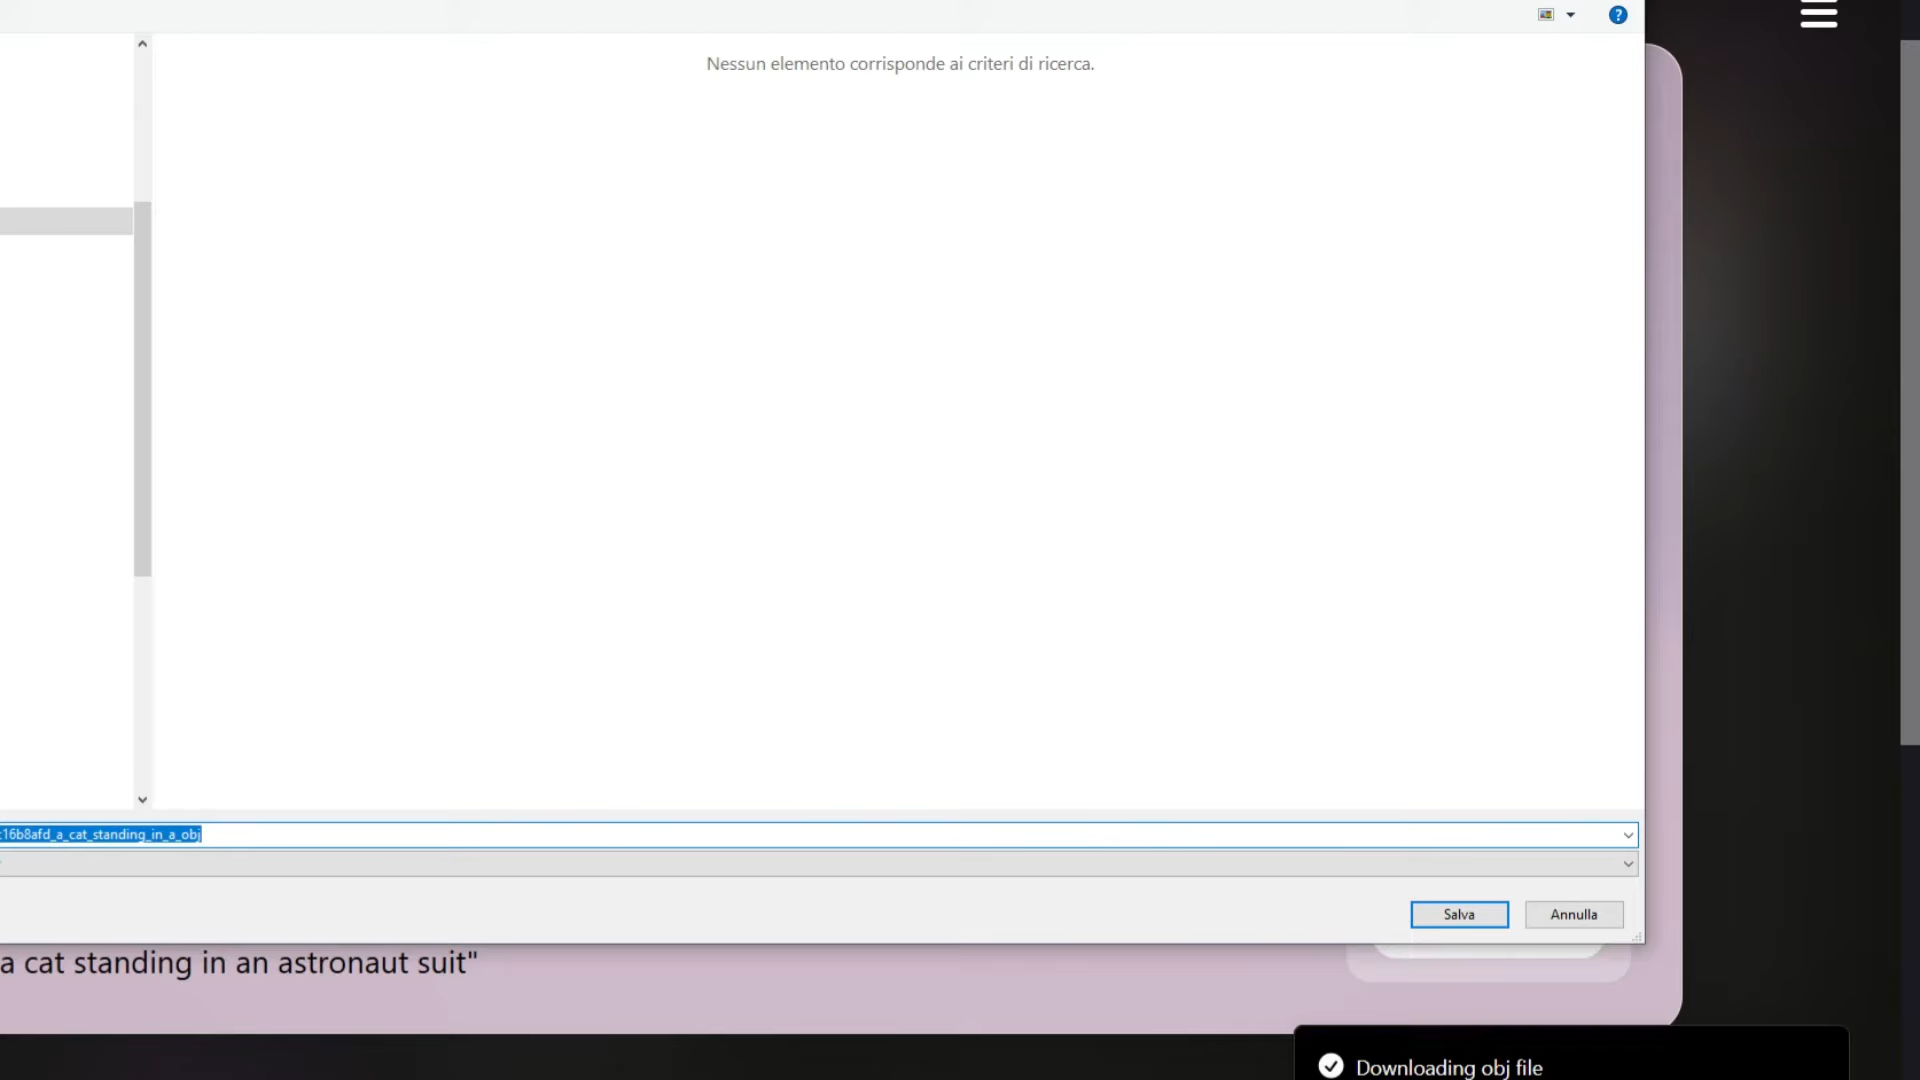 Nessun elemento corrisponde ai criteri di ricerca.
16b8afd_a_cat_standing_in_a_obj
Salva
Annulla
a cat standing in an astronaut suit"
Downloading obj file